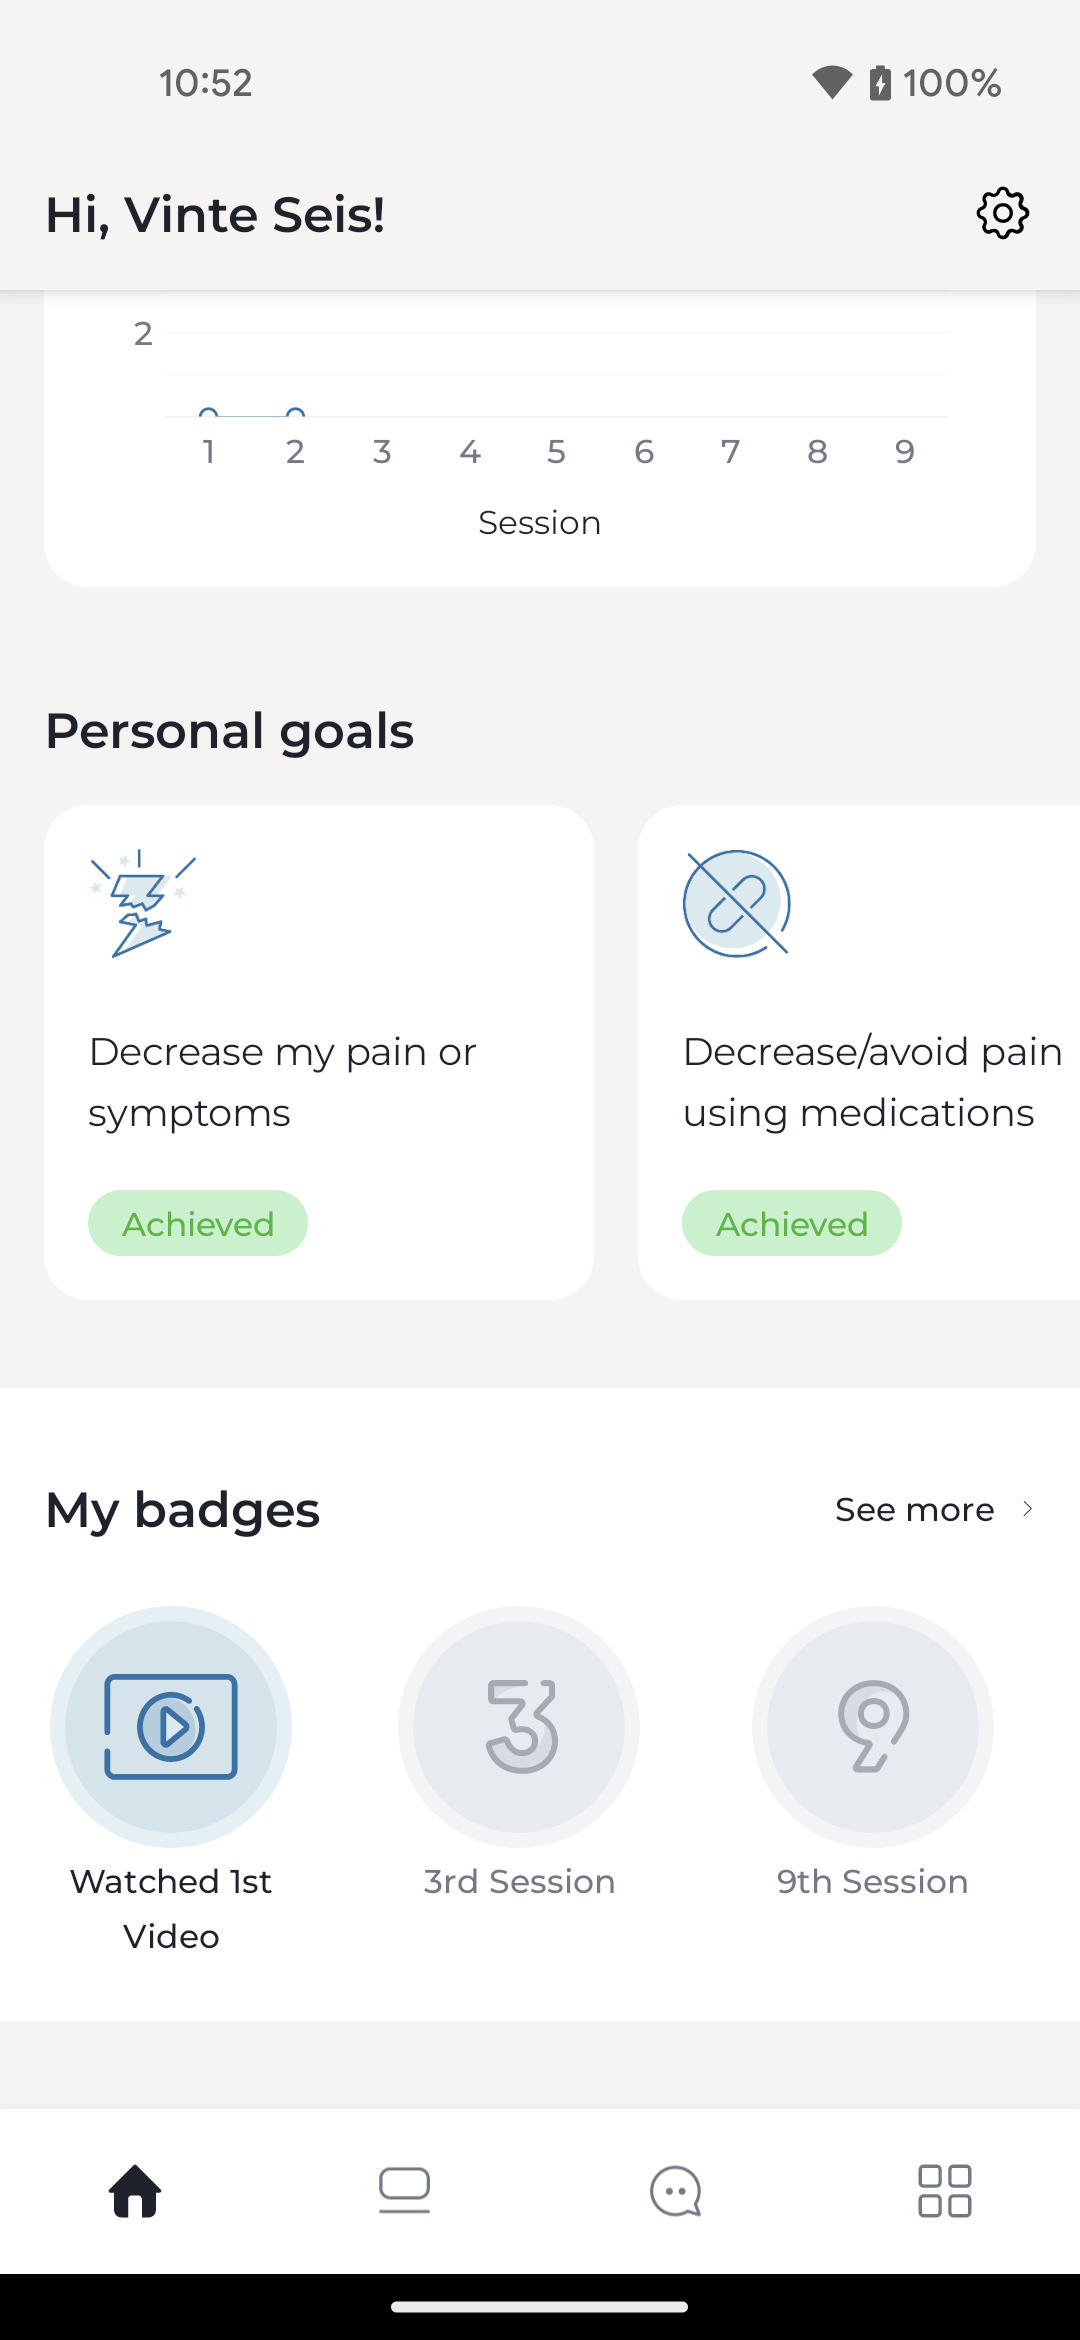 10:52
100%
Hi, Vinte Seis!
2
1 2 3 4 5 6 7 8 9
Session
Personal goals
Decrease my pain or
symptoms
Achieved
Decrease/avoid pain
using medications
Achieved
My badges
See more
3
9
Watched 1st
Video
3rd Session
9th Session